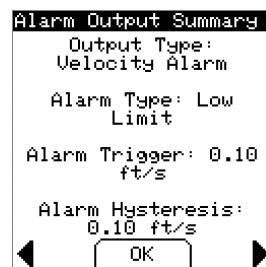 Alarm Output Summary
Output Type:
Velocity Alarm
Alarm Type: Low
Limit
Alarm Trigger: 0.10
ft/s
Alarm Hysteresis:
0.10 ft/s
OK